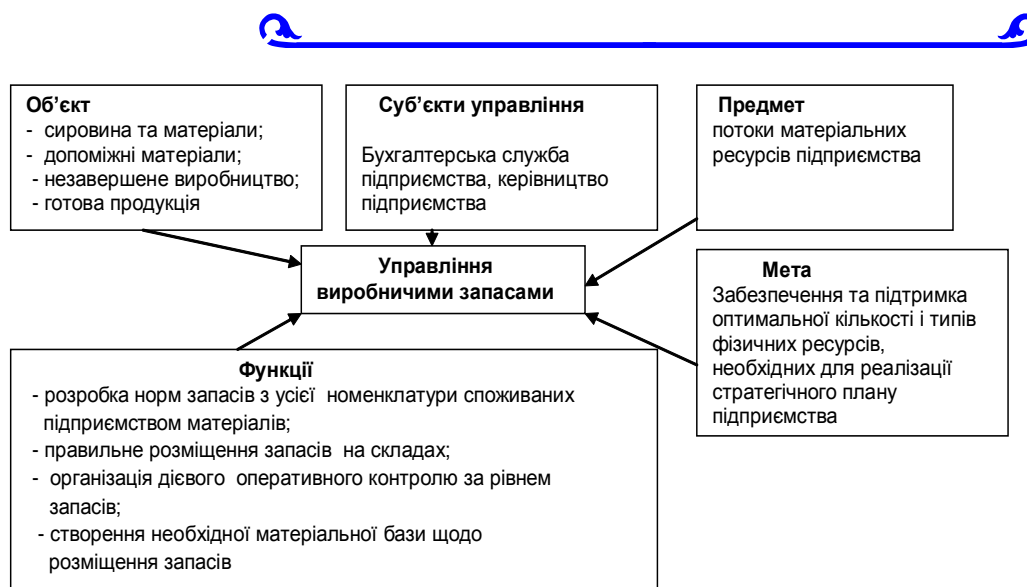 Об’єкт
- сировина та матеріали;
- допоміжні матеріали;
- незавершене виробництво;
- готова продукція
Суб’єкти управління
Бухгалтерська служба
підприємства, керівництво
підприємства
Предмет
потоки матеріальних
ресурсів підприємства
Управління
виробничими запасами
Мета
Забезпечення та підтримка
оптимальної кількості і типів
фізичних ресурсів,
необхідних для реалізації
стратегічного плану
підприємства
Функції
- розробка норм запасів з усієї номенклатури споживаних
підприємством матеріалів;
- правильне розміщення запасів на складах;
- організація дієвого оперативного контролю за рівнем
запасів;
- створення необхідної матеріальної бази щодо
розміщення запасів